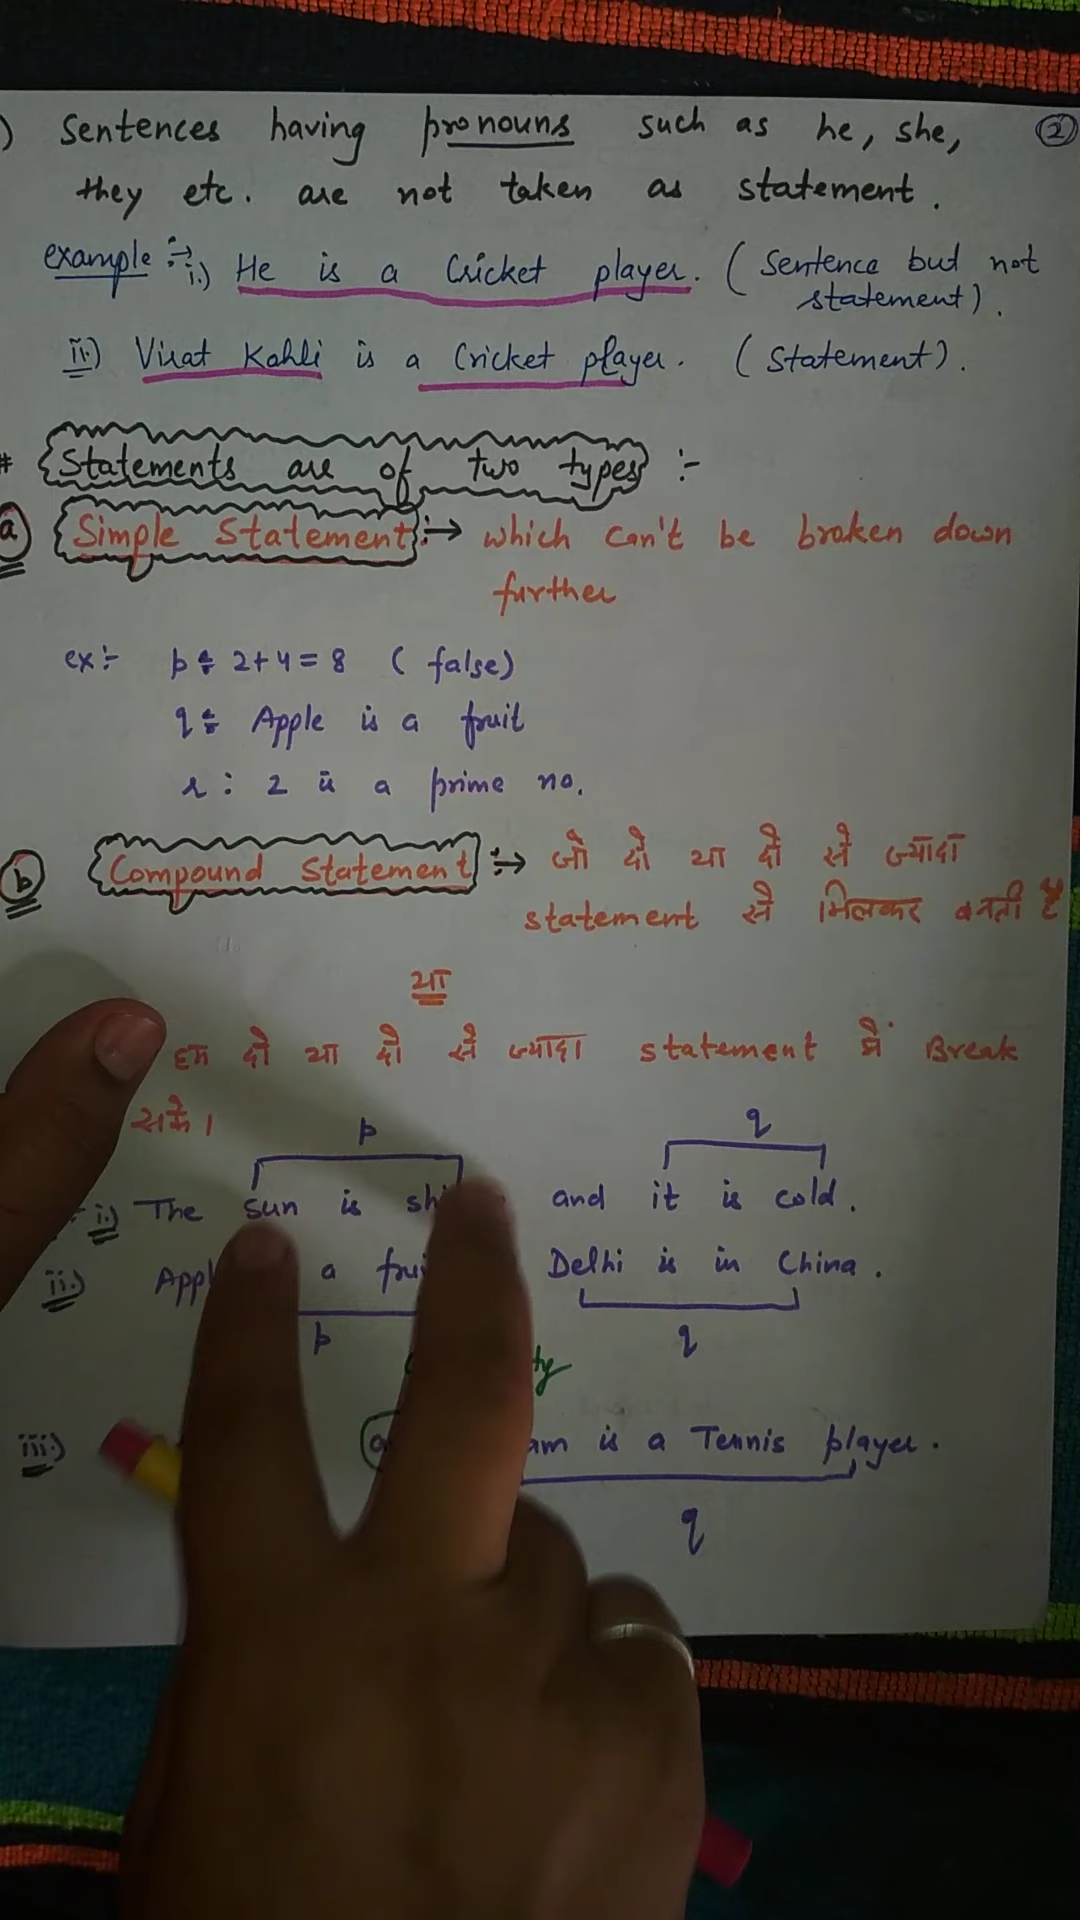 ) Sentences having pronouns such as he, she, ②
they etc. are not taken as statement.
example :→ i.) He is a Cricket player. ( Sentence but not
statement).
ii.) Virat Kohli is a Cricket player. ( Statement ).
# Statements are of two types :-
a Simple Statement :→ which can't be broken down
further
ex :- p : 2+4=8 ( false)
q : Apple is a fruit
r : 2 is a prime no.
b Compound Statement :→ जो दो या दो से ज्यादा
statement से मिलकर बनती है
या
हम दो या दो से ज्यादा statement में Break
सके।
p q
i.) The Sun is and it is cold.
ii.) a Delhi is in China.
p q
iii.) is a Tennis player.
q